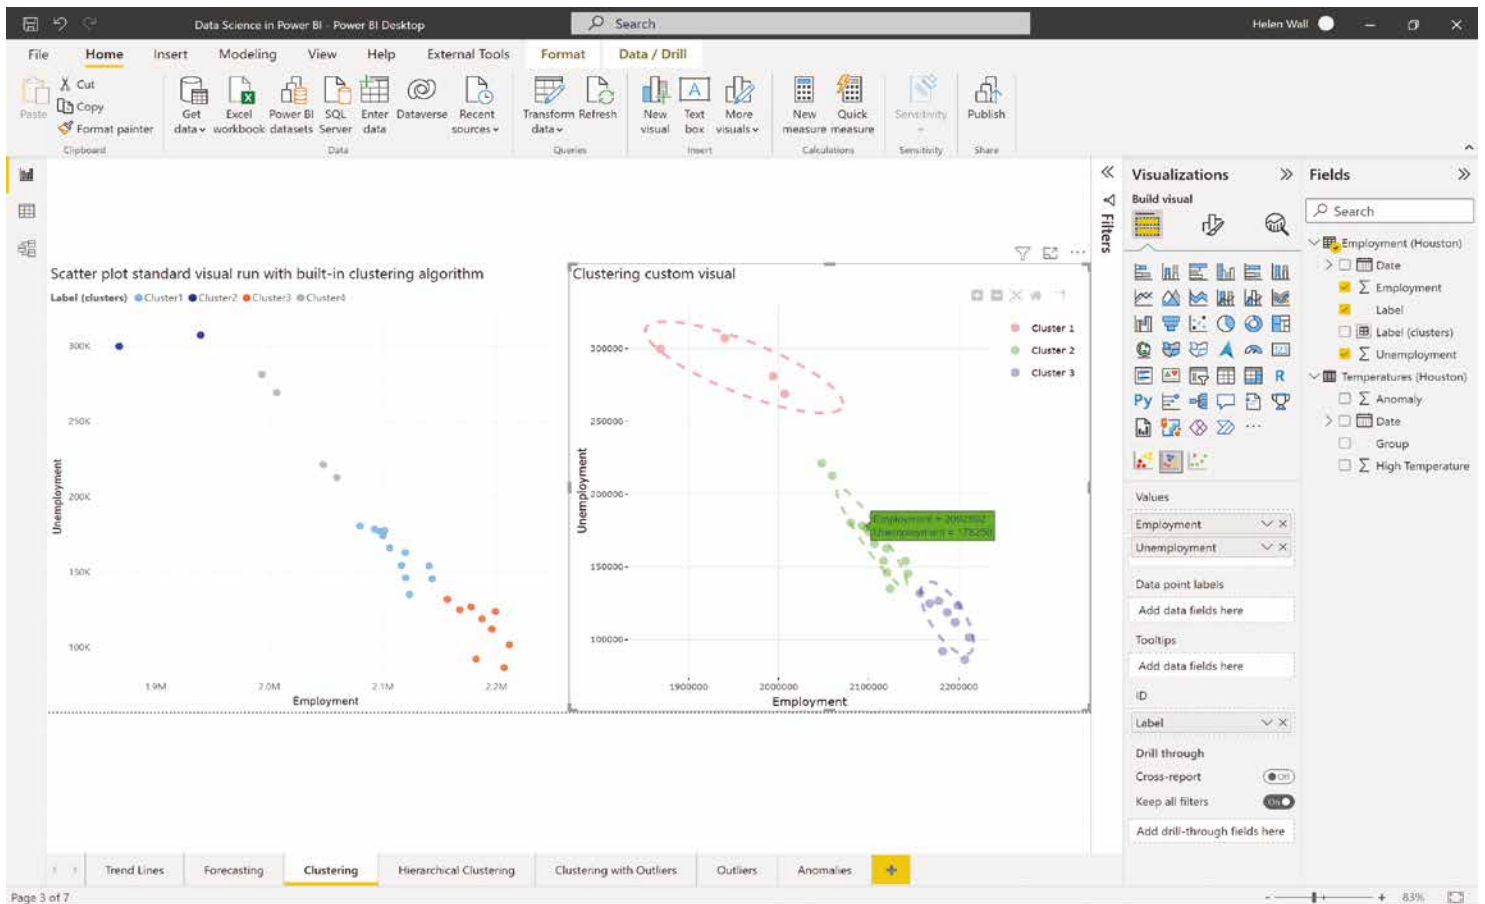 Data Science in Power BI - Power BI Desktop
Search
Helen Wall
File Home Insert Modeling View Help External Tools Format Data / Drill
Paste
Cut
Copy
Format painter
Clipboard
Get data
Excel workbook
Power BI datasets
SQL Server
Enter data
Dataverse
Recent sources
Data
Transform data
Refresh
Queries
New visual
Text box
More visuals
Insert
New measure
Quick measure
Calculations
Sensitivity
Sensitivity
Publish
Share
Filters
Scatter plot standard visual run with built-in clustering algorithm
Label (clusters) Cluster1 Cluster2 Cluster3 Cluster4
300K
250K
200K
150K
100K
Unemployment
1.9M 2.0M 2.1M 2.2M
Employment
Clustering custom visual
Cluster 1
Cluster 2
Cluster 3
300000
250000
200000
150000
100000
Unemployment
Employment =
Unemployment = 178250
1900000 2000000 2100000 2200000
Employment
Visualizations
Build visual
R
Py
123
Values
Employment
Unemployment
Data point labels
Add data fields here
Tooltips
Add data fields here
ID
Label
Drill through
Cross-report Off
Keep all filters On
Add drill-through fields here
Fields
Search
Employment (Houston)
Date
Σ Employment
Label
Label (clusters)
Σ Unemployment
Temperatures (Houston)
Σ Anomaly
Date
Group
Σ High Temperature
Trend Lines Forecasting Clustering Hierarchical Clustering Clustering with Outliers Outliers Anomalies +
Page 3 of 7
- + 83%